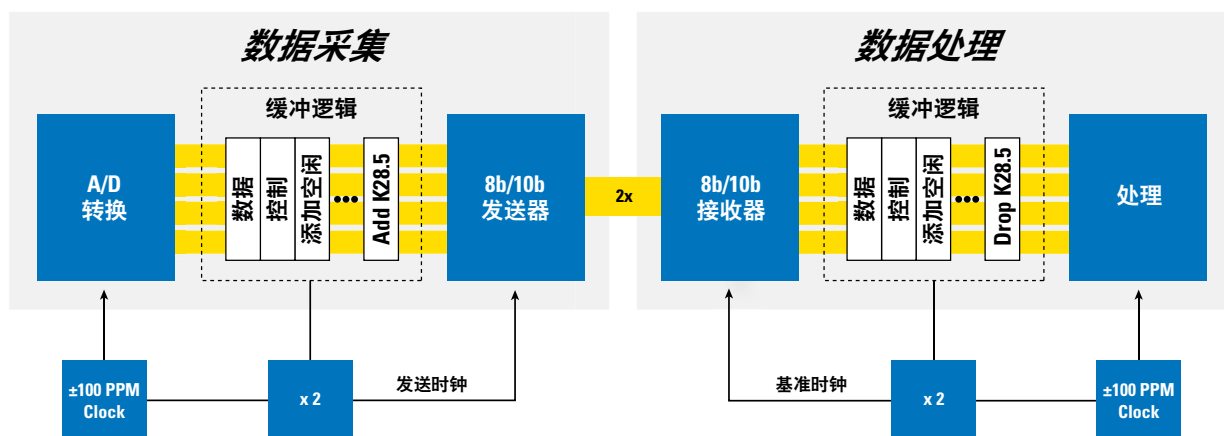 数据采集
缓冲逻辑
A/D
转换
数据
控制
添加空闲
Add K28.5
8b/10b
发送器
±100 PPM
Clock
x 2
发送时钟
2x
数据处理
缓冲逻辑
8b/10b
接收器
数据
控制
添加空闲
Drop K28.5
处理
基准时钟
x 2
±100 PPM
Clock